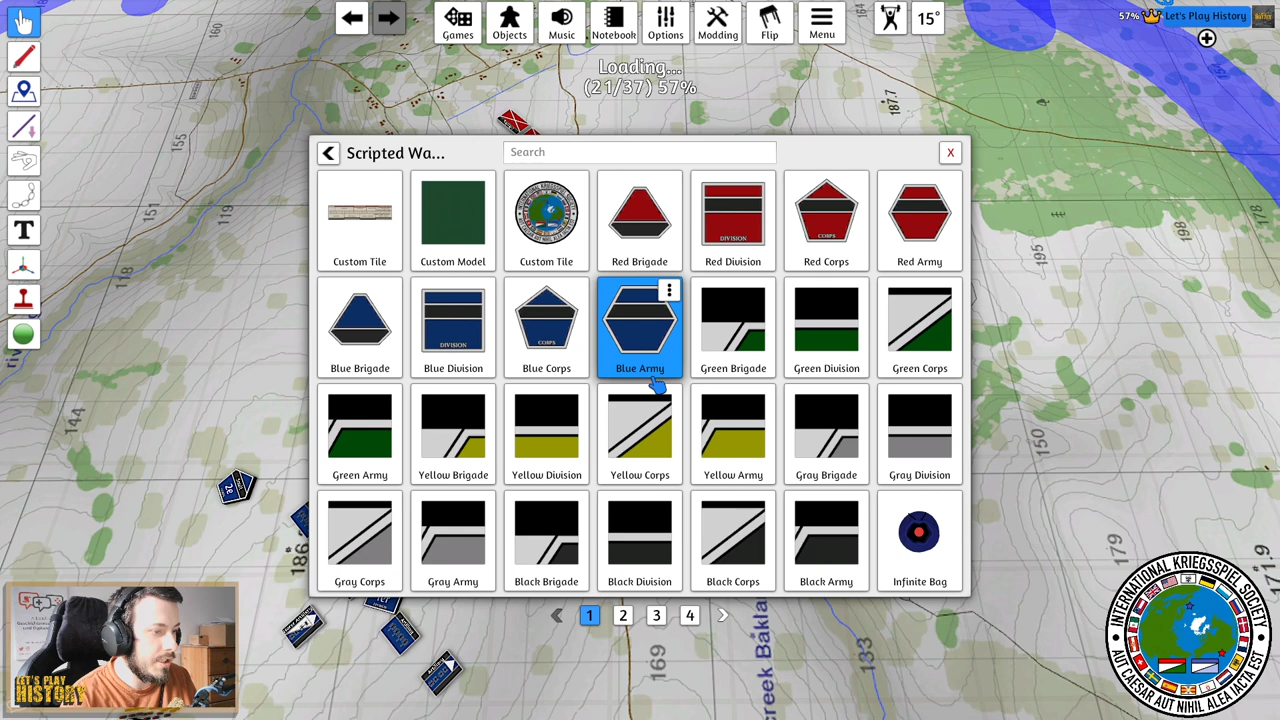 Games
Objects
Music
Notebook
Options
Modding
Flip
Menu
15°
57%
Let's Play History
Loading...
(21/37) 57%
Scripted Wa...
Search
X
Custom Tile
Custom Model
Custom Tile
Red Brigade
DIVISION
Red Division
CORPS
Red Corps
Red Army
Blue Brigade
DIVISION
Blue Division
CORPS
Blue Corps
Blue Army
Green Brigade
Green Division
Green Corps
Green Army
Yellow Brigade
Yellow Division
Yellow Corps
Yellow Army
Gray Brigade
Gray Division
Gray Corps
Gray Army
Black Brigade
Black Division
Black Corps
Black Army
Infinite Bag
1
2
3
4
T
160
155
151
119
118
144
186
2e
164
187.7
178
198
195
150
179
171.9
169
133
creek Bakla
LET'S PLAY
HISTORY
INTERNATIONAL KRIEGSSPIEL SOCIETY
AUT CAESAR AUT NIHIL ALEA IACTA EST